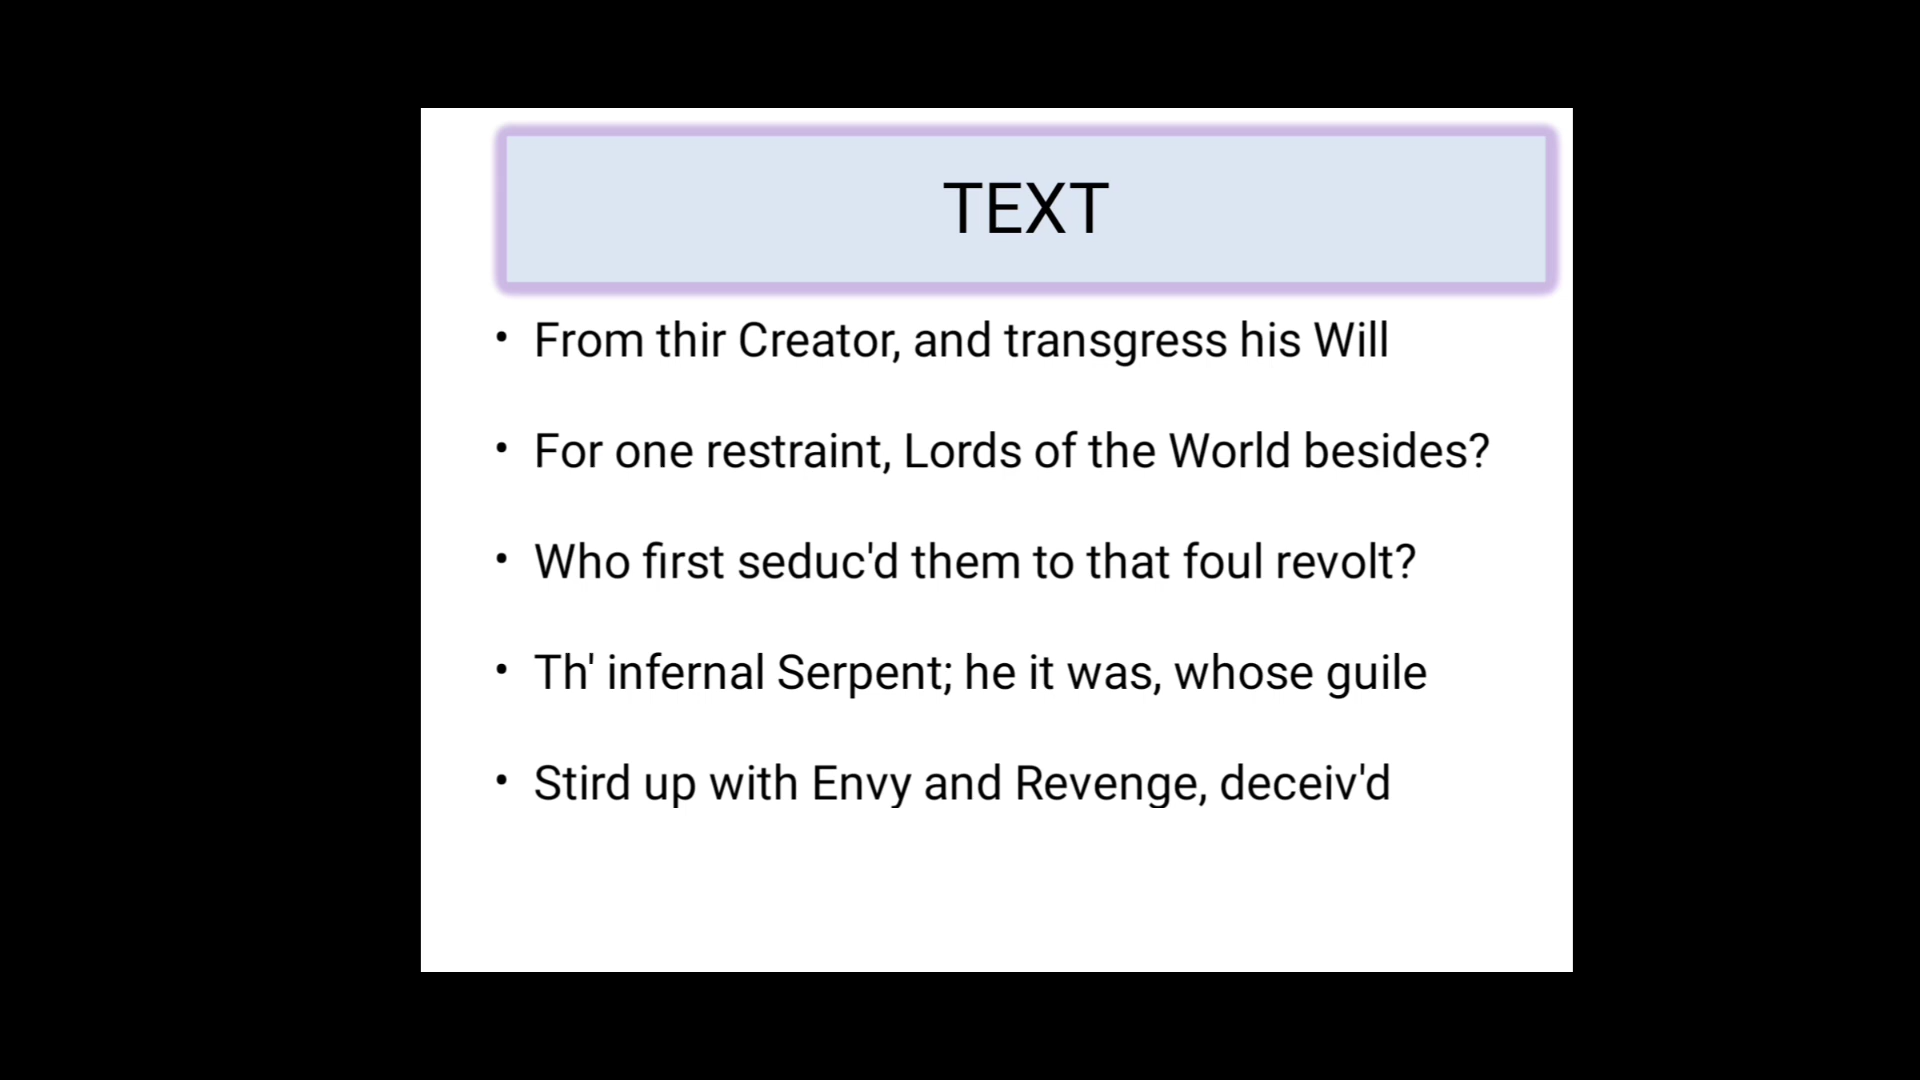 TEXT
• From thir Creator, and transgress his Will
• For one restraint, Lords of the World besides?
• Who first seduc'd them to that foul revolt?
• Th' infernal Serpent; he it was, whose guile
• Stird up with Envy and Revenge, deceiv'd